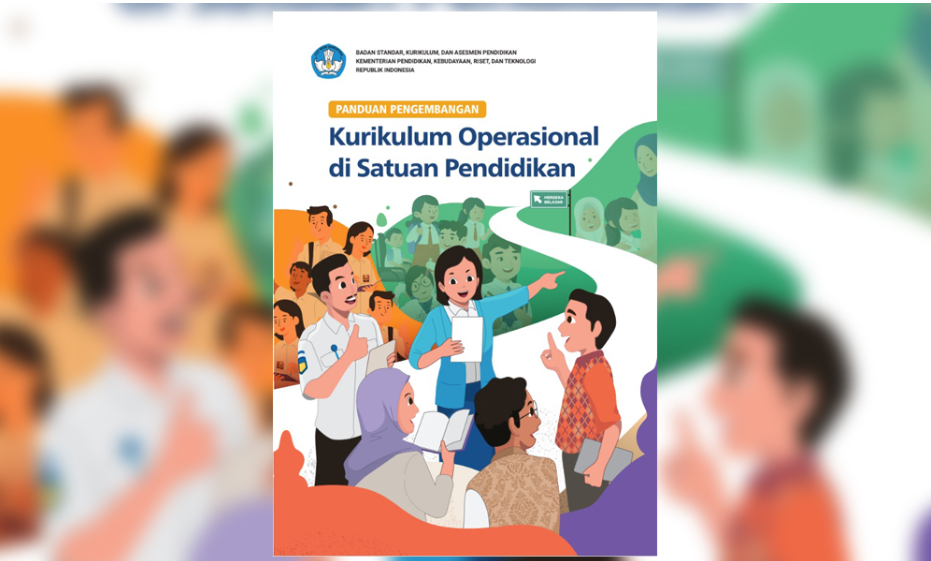 BADAN STANDAR, KURIKULUM, DAN ASESMEN PENDIDIKAN
KEMENTERIAN PENDIDIKAN, KEBUDAYAAN, RISET, DAN TEKNOLOGI
REPUBLIK INDONESIA
PANDUAN PENGEMBANGAN
Kurikulum Operasional
di Satuan Pendidikan
MERDEKA
BELAJAR